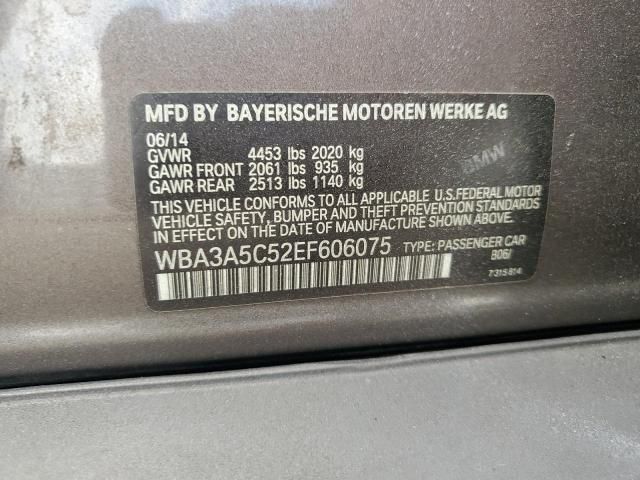 MFD BY BAYERISCHE MOTOREN WERKE AG
06/14
GVWR 4453 lbs 2020 kg
GAWR FRONT 2061 lbs 935 kg
GAWR REAR 2513 lbs 1140 kg
BMW
THIS VEHICLE CONFORMS TO ALL APPLICABLE U.S.FEDERAL MOTOR
VEHICLE SAFETY, BUMPER AND THEFT PREVENTION STANDARDS
IN EFFECT ON THE DATE OF MANUFACTURE SHOWN ABOVE.
WBA3A5C52EF606075 TYPE: PASSENGER CAR
B06/
7315814